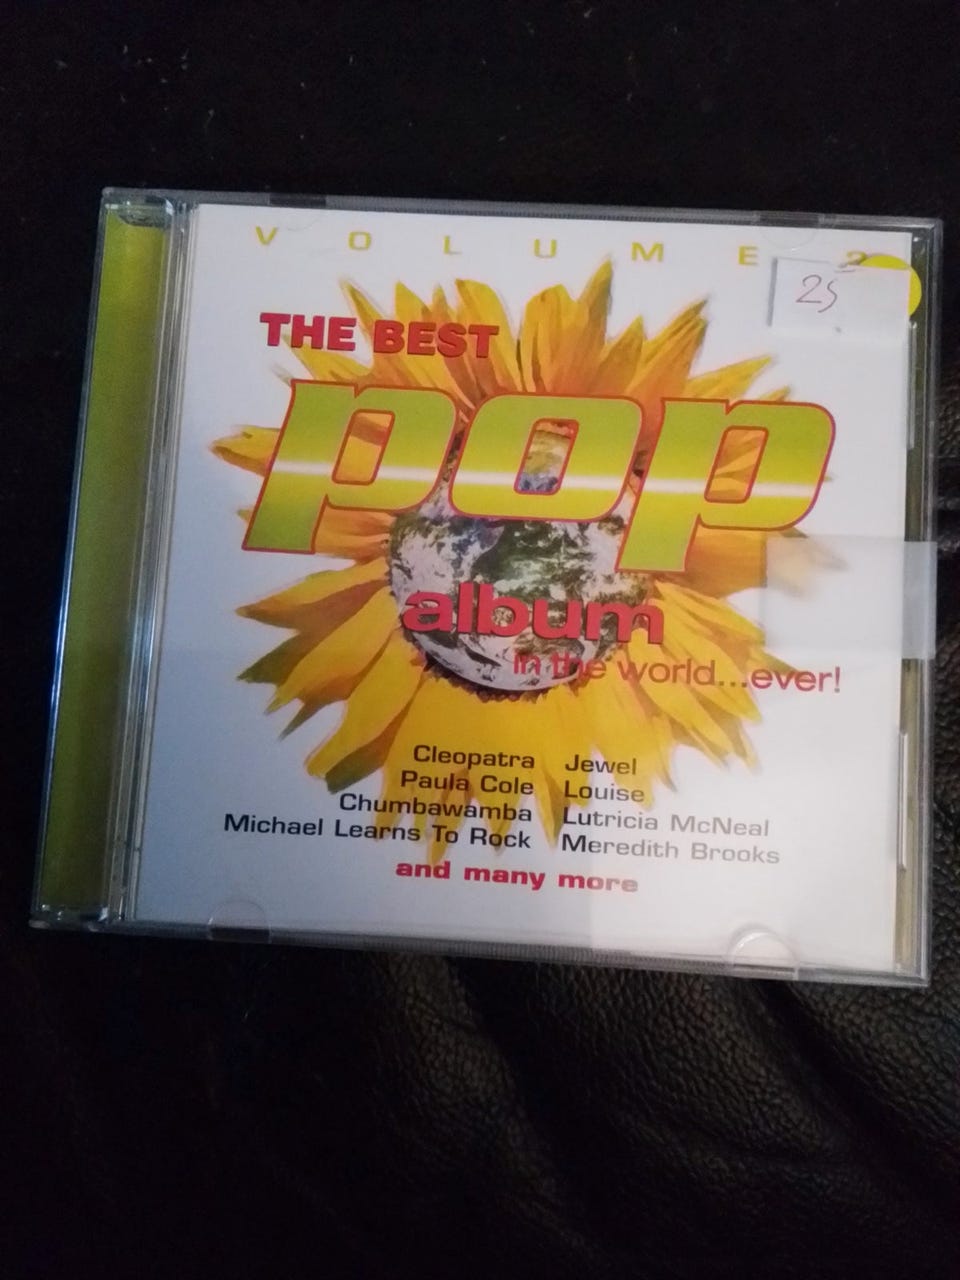 VOLUME 2
25
THE BEST
pop
album
in the world...ever!
Cleopatra Jewel
Paula Cole Louise
Chumbawamba Lutricia McNeal
Michael Learns To Rock Meredith Brooks
and many more